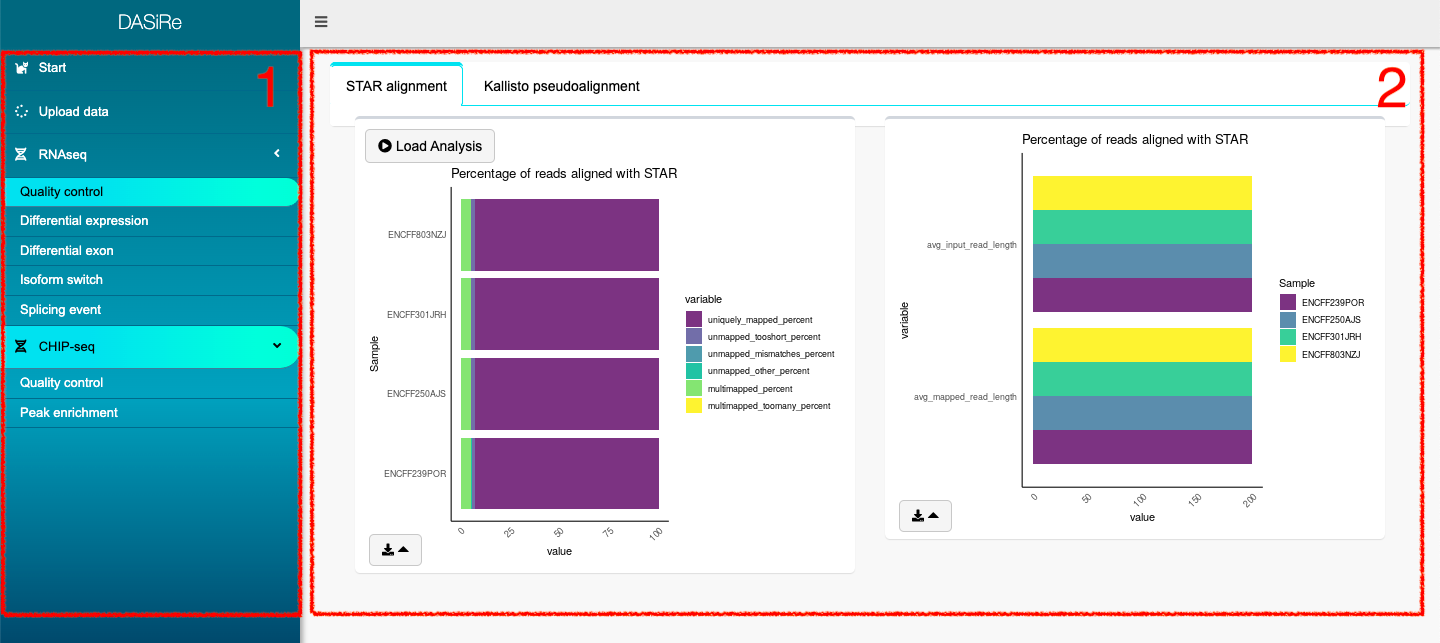 DASiRe
1
Start
Upload data
RNAseq
Quality control
Differential expression
Differential exon
Isoform switch
Splicing event
CHIP-seq
Quality control
Peak enrichment
2
STAR alignment
Kallisto pseudoalignment
Load Analysis
Percentage of reads aligned with STAR
Sample
ENCFF803NZJ
ENCFF301JRH
ENCFF250AJS
ENCFF239POR
0 25 50 75 100
value
variable
uniquely_mapped_percent
unmapped_tooshort_percent
unmapped_mismatches_percent
unmapped_other_percent
multimapped_percent
multimapped_toomany_percent
Percentage of reads aligned with STAR
variable
avg_input_read_length
avg_mapped_read_length
0 50 100 150 200
value
Sample
ENCFF239POR
ENCFF250AJS
ENCFF301JRH
ENCFF803NZJ